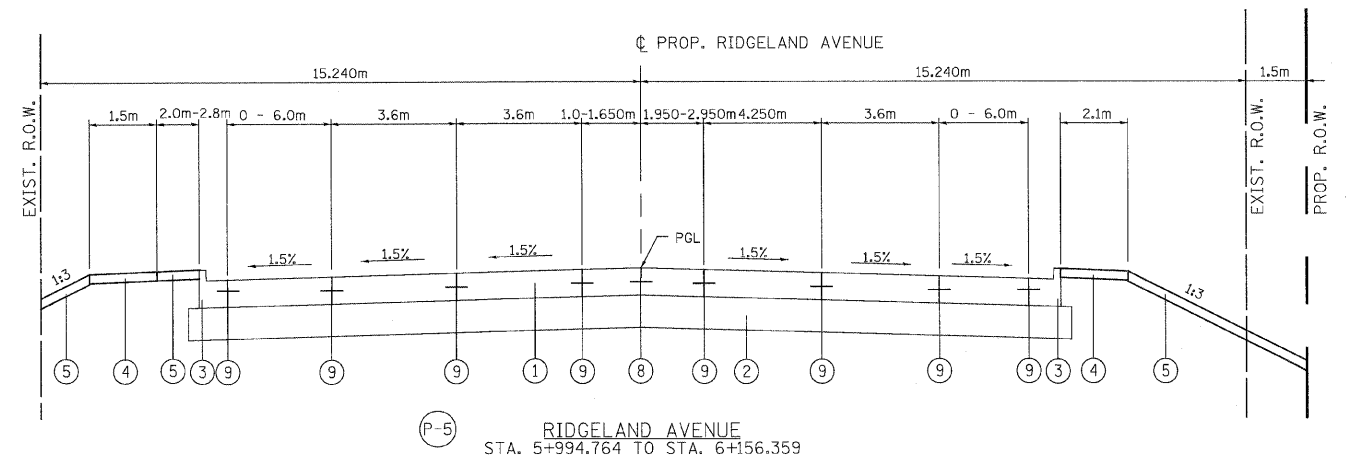 ℄ PROP. RIDGELAND AVENUE
15.240m 15.240m 1.5m
EXIST. R.O.W.
1.5m 2.0m-2.8m 0 - 6.0m 3.6m 3.6m 1.0-1.650m 1.950-2.950m 4.250m 3.6m 0 - 6.0m 2.1m
EXIST. R.O.W.
PROP. R.O.W.
PGL
1:3 1.5% 1.5% 1.5% 1.5% 1.5% 1.5% 1:3
5 4 5 3 9 9 9 1 9 8 9 2 9 9 9 3 4 5
P-5 RIDGELAND AVENUE
STA. 5+994.764 TO STA. 6+156.359